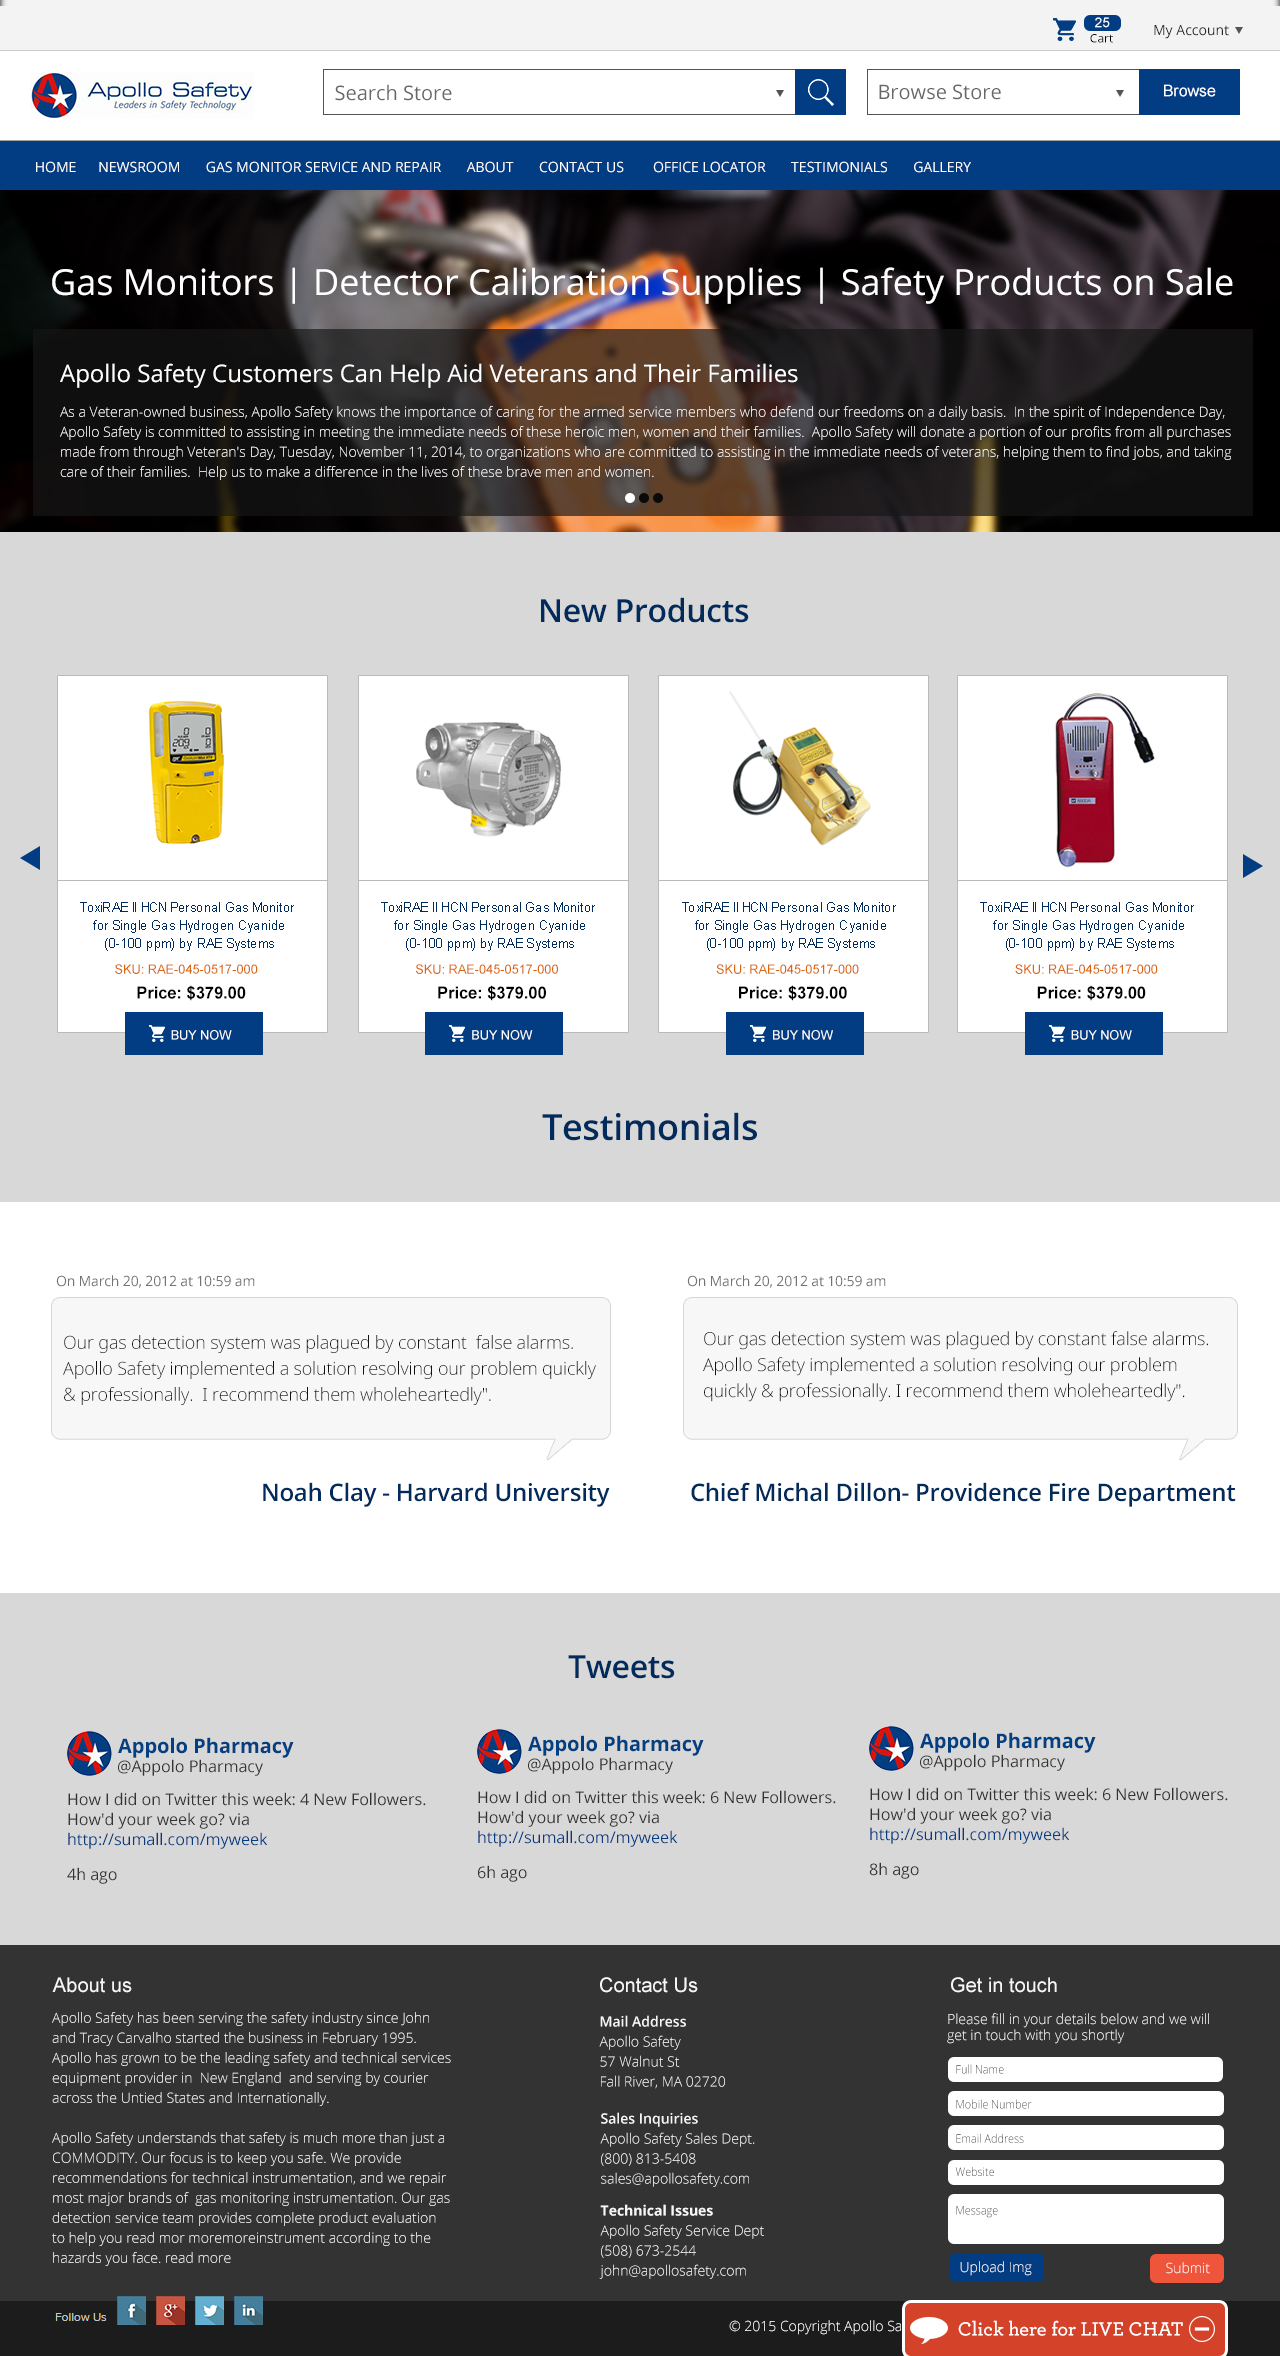 25
Cart
My Account
Apollo Safety
Leaders in Safety Technology
Search Store
Browse Store
Browse
HOME NEWSROOM GAS MONITOR SERVICE AND REPAIR ABOUT CONTACT US OFFICE LOCATOR TESTIMONIALS GALLERY
Gas Monitors | Detector Calibration Supplies | Safety Products on Sale
Apollo Safety Customers Can Help Aid Veterans and Their Families
As a Veteran-owned business, Apollo Safety knows the importance of caring for the armed service members who defend our freedoms on a daily basis. In the spirit of Independence Day,
Apollo Safety is committed to assisting in meeting the immediate needs of these heroic men, women and their families. Apollo Safety will donate a portion of our profits from all purchases
made from through Veteran's Day, Tuesday, November 11, 2014, to organizations who are committed to assisting in the immediate needs of veterans, helping them to find jobs, and taking
care of their families. Help us to make a difference in the lives of these brave men and women.
New Products
ToxiRAE II HCN Personal Gas Monitor
for Single Gas Hydrogen Cyanide
(0-100 ppm) by RAE Systems
SKU: RAE-045-0517-000
Price: $379.00
BUY NOW
ToxiRAE II HCN Personal Gas Monitor
for Single Gas Hydrogen Cyanide
(0-100 ppm) by RAE Systems
SKU: RAE-045-0517-000
Price: $379.00
BUY NOW
ToxiRAE II HCN Personal Gas Monitor
for Single Gas Hydrogen Cyanide
(0-100 ppm) by RAE Systems
SKU: RAE-045-0517-000
Price: $379.00
BUY NOW
ToxiRAE II HCN Personal Gas Monitor
for Single Gas Hydrogen Cyanide
(0-100 ppm) by RAE Systems
SKU: RAE-045-0517-000
Price: $379.00
BUY NOW
Testimonials
On March 20, 2012 at 10:59 am
Our gas detection system was plagued by constant false alarms.
Apollo Safety implemented a solution resolving our problem quickly
& professionally. I recommend them wholeheartedly".
Noah Clay - Harvard University
On March 20, 2012 at 10:59 am
Our gas detection system was plagued by constant false alarms.
Apollo Safety implemented a solution resolving our problem
quickly & professionally. I recommend them wholeheartedly".
Chief Michal Dillon- Providence Fire Department
Tweets
Appolo Pharmacy
@Appolo Pharmacy
How I did on Twitter this week: 4 New Followers.
How'd your week go? via
http://sumall.com/myweek
4h ago
Appolo Pharmacy
@Appolo Pharmacy
How I did on Twitter this week: 6 New Followers.
How'd your week go? via
http://sumall.com/myweek
6h ago
Appolo Pharmacy
@Appolo Pharmacy
How I did on Twitter this week: 6 New Followers.
How'd your week go? via
http://sumall.com/myweek
8h ago
About us
Apollo Safety has been serving the safety industry since John
and Tracy Carvalho started the business in February 1995.
Apollo has grown to be the leading safety and technical services
equipment provider in New England and serving by courier
across the Untied States and Internationally.
Apollo Safety understands that safety is much more than just a
COMMODITY. Our focus is to keep you safe. We provide
recommendations for technical instrumentation, and we repair
most major brands of gas monitoring instrumentation. Our gas
detection service team provides complete product evaluation
to help you read mor moremoreinstrument according to the
hazards you face. read more
Contact Us
Mail Address
Apollo Safety
57 Walnut St
Fall River, MA 02720
Sales Inquiries
Apollo Safety Sales Dept.
(800) 813-5408
sales@apollosafety.com
Technical Issues
Apollo Safety Service Dept
(508) 673-2544
john@apollosafety.com
Get in touch
Please fill in your details below and we will
get in touch with you shortly
Full Name
Mobile Number
Email Address
Website
Message
Upload Img
Submit
Follow Us
f
g+
in
© 2015 Copyright Apollo Sa
Click here for LIVE CHAT